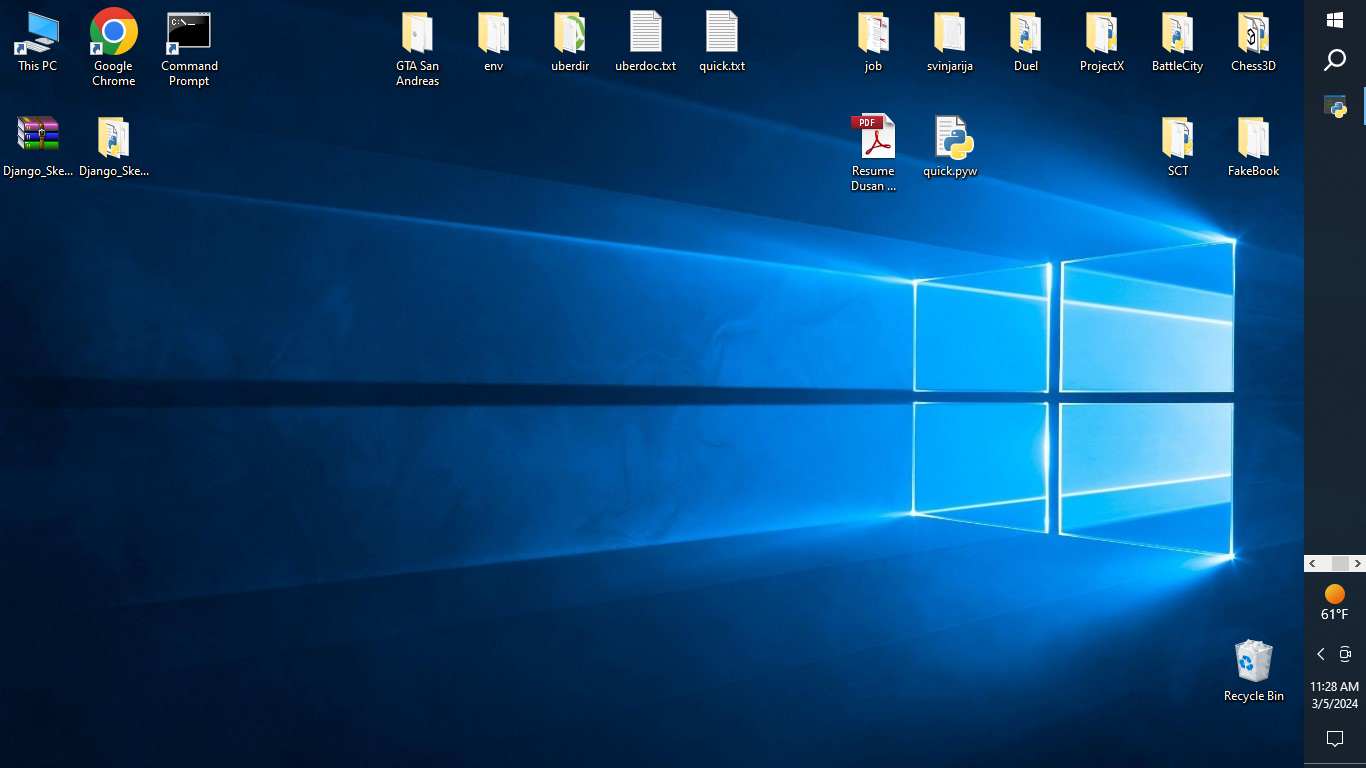 This PC
Google
Chrome
Command
Prompt
GTA San
Andreas
env
uberdir
uberdoc.txt
quick.txt
job
svinjarija
Duel
ProjectX
BattleCity
Chess3D
Django_Ske...
Django_Ske...
PDF
Resume
Dusan ...
quick.pyw
SCT
FakeBook
Recycle Bin
61°F
11:28 AM
3/5/2024